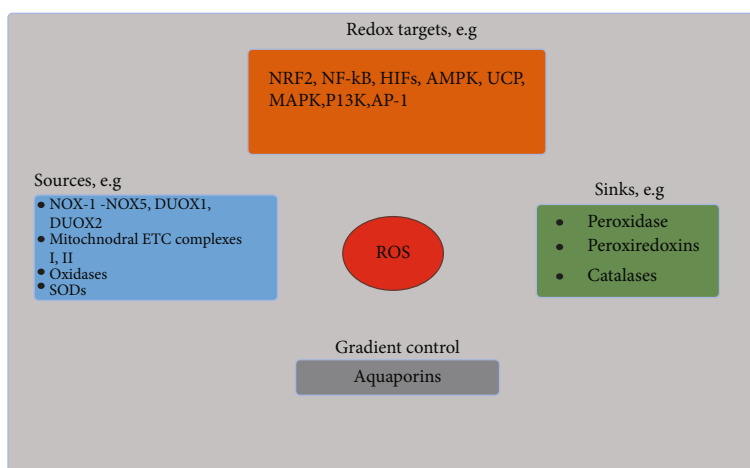 Redox targets, e.g
NRF2, NF-kB, HIFs, AMPK, UCP,
MAPK,P13K,AP-1
Sources, e.g
● NOX-1 -NOX5, DUOX1,
DUOX2
● Mitochnodral ETC complexes
I, II
● Oxidases
● SODs
ROS
Sinks, e.g
● Peroxidase
● Peroxiredoxins
● Catalases
Gradient control
Aquaporins